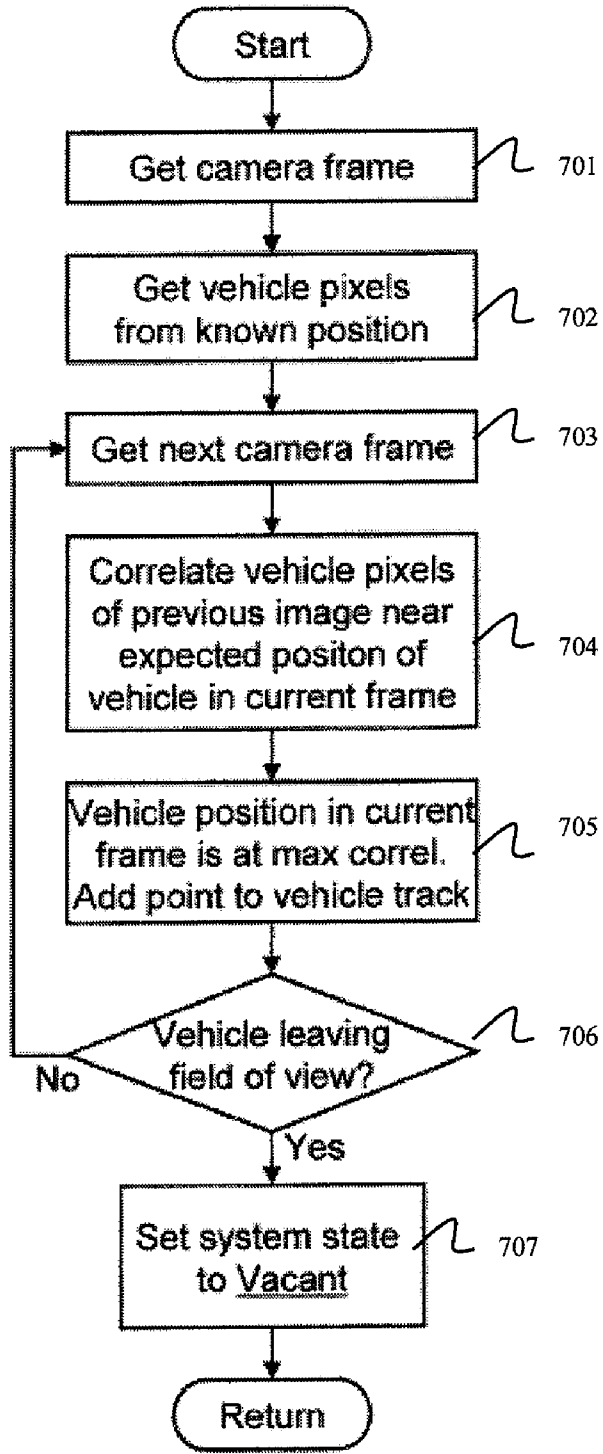 Start
Get camera frame
701
Get vehicle pixels
from known position
702
Get next camera frame
703
Correlate vehicle pixels
of previous image near
expected positon of
vehicle in current frame
704
Vehicle position in current
frame is at max correl.
Add point to vehicle track
705
Vehicle leaving
field of view?
706
No
Yes
Set system state
to Vacant
707
Return